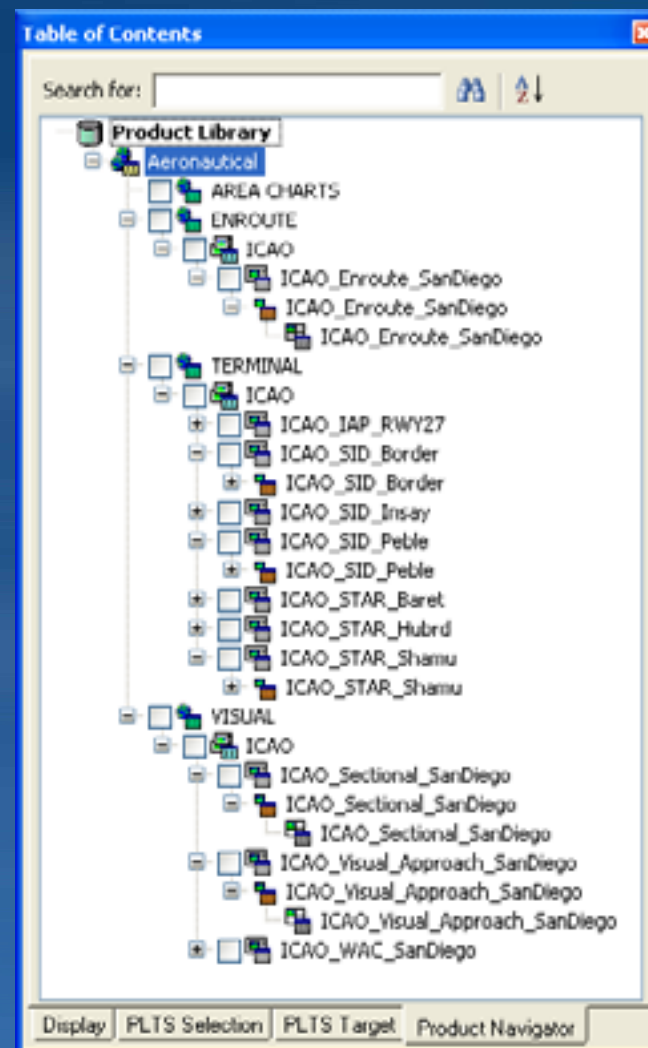 Table of Contents
Search for:
Product Library
Aeronautical
AREA CHARTS
ENROUTE
ICAO
ICAO_Enroute_SanDiego
ICAO_Enroute_SanDiego
ICAO_Enroute_SanDiego
TERMINAL
ICAO
ICAO_IAP_RWY27
ICAO_SID_Border
ICAO_SID_Border
ICAO_SID_Insay
ICAO_SID_Peble
ICAO_SID_Peble
ICAO_STAR_Baret
ICAO_STAR_Hubrd
ICAO_STAR_Shamu
ICAO_STAR_Shamu
VISUAL
ICAO
ICAO_Sectional_SanDiego
ICAO_Sectional_SanDiego
ICAO_Sectional_SanDiego
ICAO_Visual_Approach_SanDiego
ICAO_Visual_Approach_SanDiego
ICAO_Visual_Approach_SanDiego
ICAO_WAC_SanDiego
Display PLTS Selection PLTS Target Product Navigator